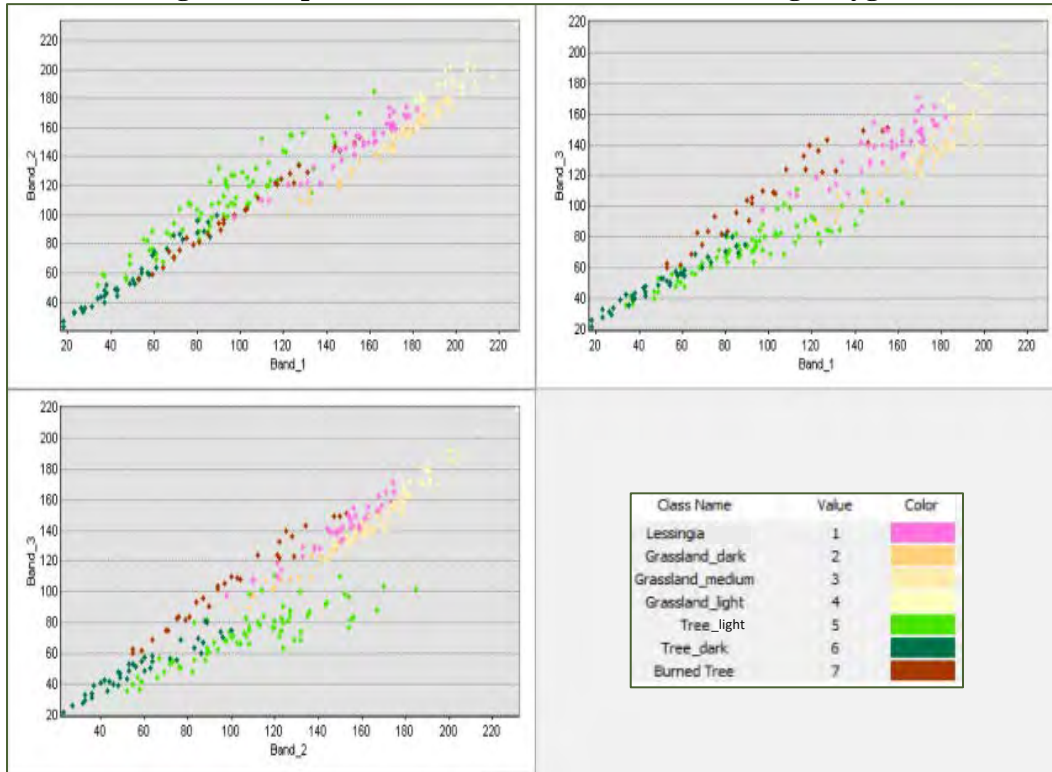 220
200
180
160
140
120
100
80
60
40
Band_2
20 40 60 80 100 120 140 160 180 200 220
Band_1
220
200
180
160
140
120
100
80
60
40
20
Band_3
20 40 60 80 100 120 140 160 180 200 220
Band_1
220
200
180
160
140
120
100
80
60
40
20
Band_3
40 60 80 100 120 140 160 180 200 220
Band_2
Class Name Value Color
Lessingia 1
Grassland_dark 2
Grassland_medium 3
Grassland_light 4
Tree_light 5
Tree_dark 6
Burned Tree 7